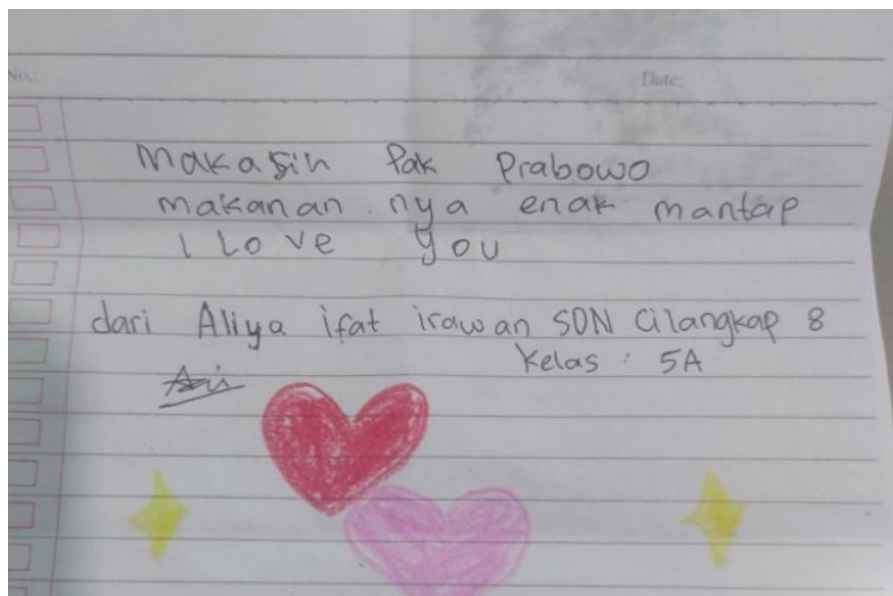 No.:
Date:
Makasih Pak Prabowo
makanan.nya enak mantap
I Love you
dari Aliya ifat irawan SDN Cilangkap 8
Kelas : 5A